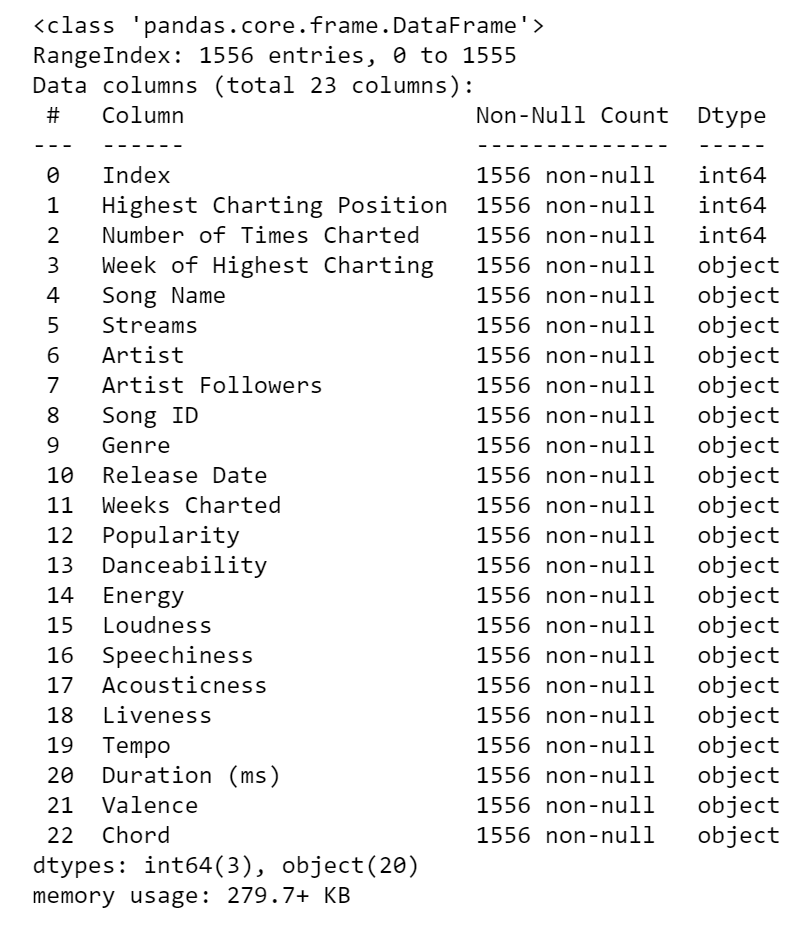 <class 'pandas.core.frame.DataFrame'>
RangeIndex: 1556 entries, 0 to 1555
Data columns (total 23 columns):
 #   Column                     Non-Null Count  Dtype
---  ------                     --------------  -----
 0   Index                      1556 non-null   int64
 1   Highest Charting Position  1556 non-null   int64
 2   Number of Times Charted    1556 non-null   int64
 3   Week of Highest Charting   1556 non-null   object
 4   Song Name                  1556 non-null   object
 5   Streams                    1556 non-null   object
 6   Artist                     1556 non-null   object
 7   Artist Followers           1556 non-null   object
 8   Song ID                    1556 non-null   object
 9   Genre                      1556 non-null   object
 10  Release Date               1556 non-null   object
 11  Weeks Charted              1556 non-null   object
 12  Popularity                 1556 non-null   object
 13  Danceability               1556 non-null   object
 14  Energy                     1556 non-null   object
 15  Loudness                   1556 non-null   object
 16  Speechiness                1556 non-null   object
 17  Acousticness               1556 non-null   object
 18  Liveness                   1556 non-null   object
 19  Tempo                      1556 non-null   object
 20  Duration (ms)              1556 non-null   object
 21  Valence                    1556 non-null   object
 22  Chord                      1556 non-null   object
dtypes: int64(3), object(20)
memory usage: 279.7+ KB